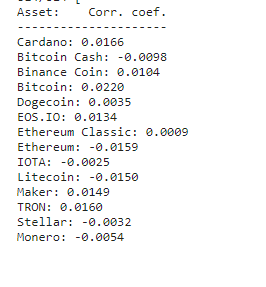 Asset:    Corr. coef.
---------------------
Cardano: 0.0166
Bitcoin Cash: -0.0098
Binance Coin: 0.0104
Bitcoin: 0.0220
Dogecoin: 0.0035
EOS.IO: 0.0134
Ethereum Classic: 0.0009
Ethereum: -0.0159
IOTA: -0.0025
Litecoin: -0.0150
Maker: 0.0149
TRON: 0.0160
Stellar: -0.0032
Monero: -0.0054